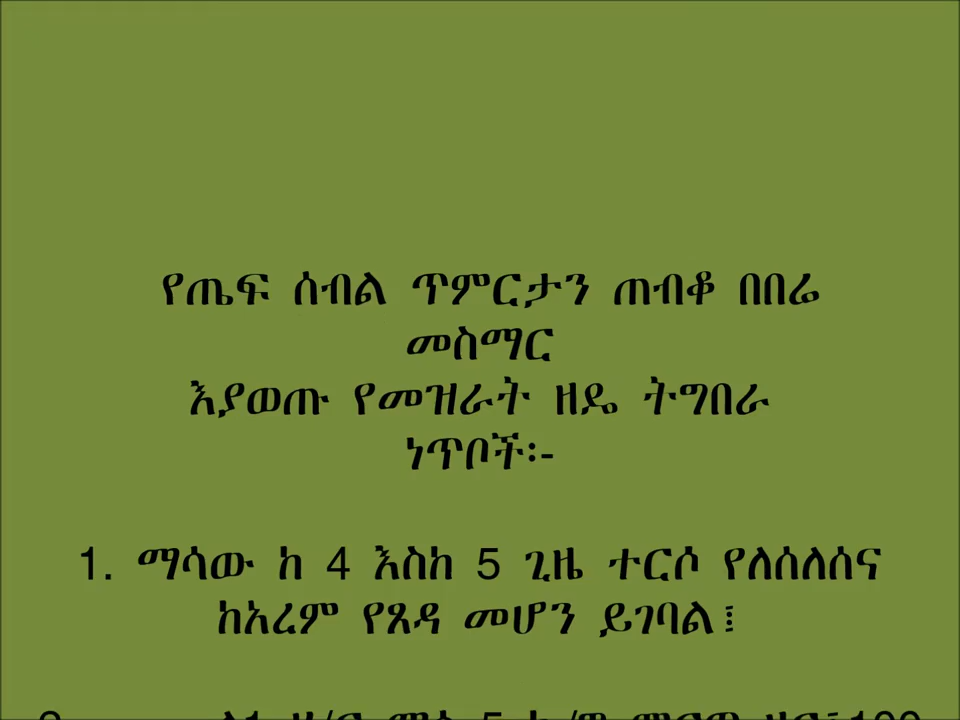 የጤፍ ሰብል ጥምርታን ጠብቆ በበሬ
መስማር
እያወጡ የመዝራት ዘዴ ትግበራ
ነጥቦች፡-
1. ማሳው ከ 4 እስከ 5 ጊዜ ተርሶ የለሰለሰና
ከአረም የጸዳ መሆን ይገባል፤